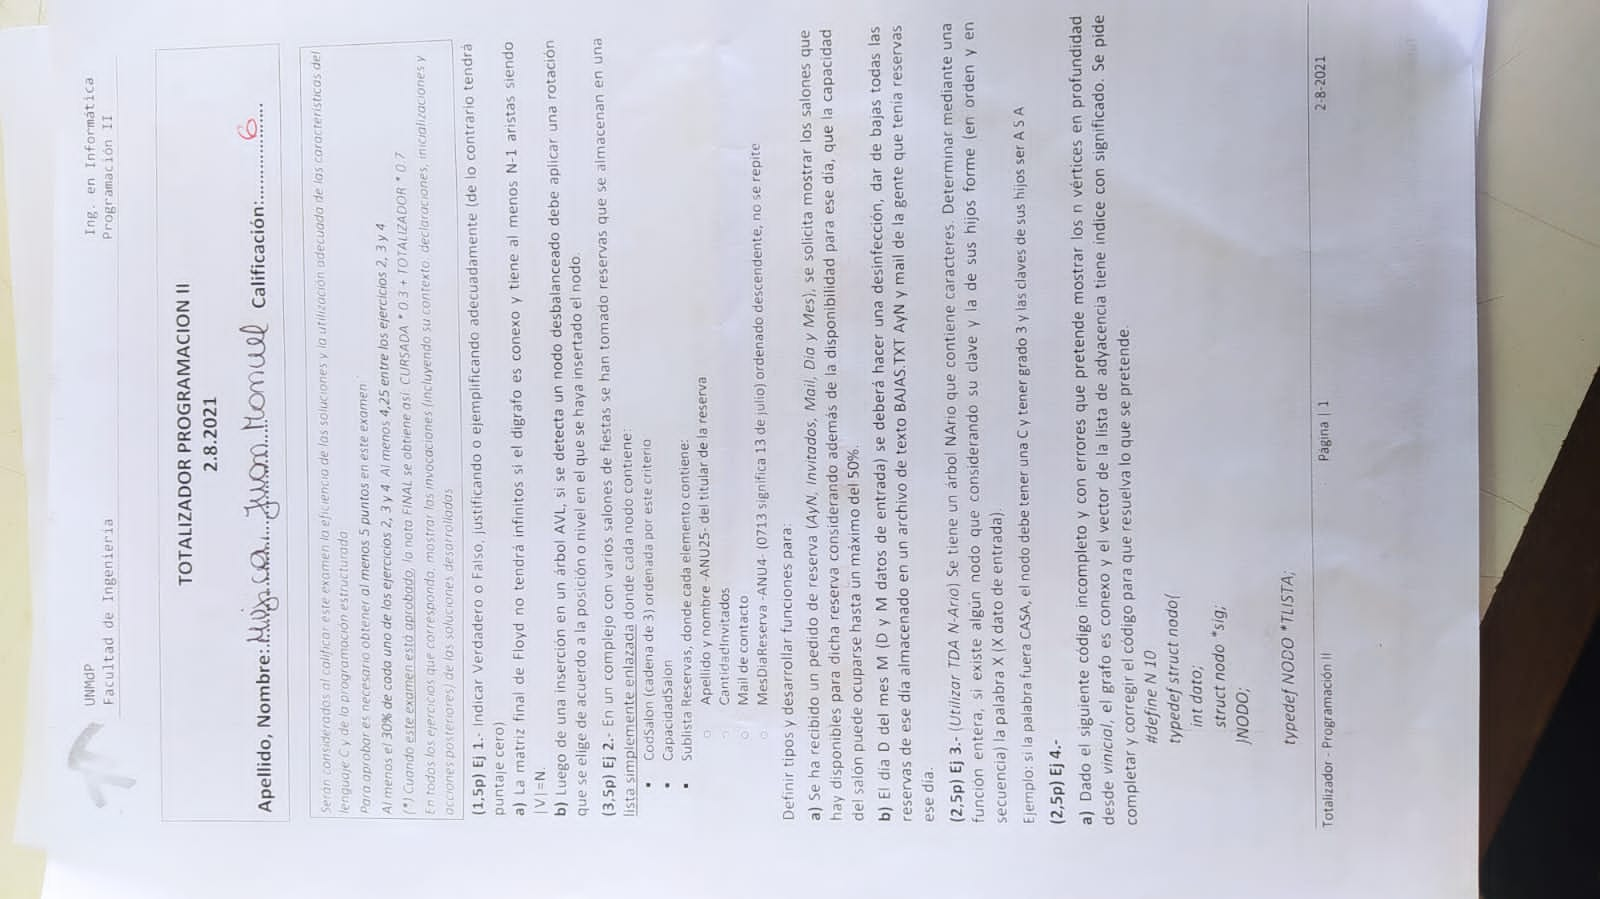 UNMdP
Facultad de Ingeniería
Ing. en Informática
Programación II
TOTALIZADOR PROGRAMACION II
2.8.2021
Apellido, Nombre: Mujica Juan Manuel Calificación: 6
Serán considerados al calificar este examen la eficiencia de las soluciones y la utilización adecuada de las características del
lenguaje C y de la programación estructurada
Para aprobar es necesario obtener al menos 5 puntos en este examen
Al menos el 30% de cada uno de los ejercicios 2, 3 y 4 Al menos 4,25 entre los ejercicios 2, 3 y 4
(*) Cuando este examen está aprobado, la nota FINAL se obtiene así CURSADA * 0.3 + TOTALIZADOR * 0.7
En todos los ejercicios que corresponda, mostrar las invocaciones (incluyendo su contexto: declaraciones, inicializaciones y
acciones posteriores) de las soluciones desarrolladas
(1,5p) Ej 1.- Indicar Verdadero o Falso, justificando o ejemplificando adecuadamente (de lo contrario tendrá
puntaje cero)
a) La matriz final de Floyd no tendrá infinitos si el digrafo es conexo y tiene al menos N-1 aristas siendo
|V|=N.
b) Luego de una inserción en un árbol AVL, si se detecta un nodo desbalanceado debe aplicar una rotación
que se elige de acuerdo a la posición o nivel en el que se haya insertado el nodo.
(3,5p) Ej 2.- En un complejo con varios salones de fiestas se han tomado reservas que se almacenan en una
lista simplemente enlazada donde cada nodo contiene:
▪ CodSalon (cadena de 3) ordenada por este criterio
▪ CapacidadSalon
▪ Sublista Reservas, donde cada elemento contiene:
○ Apellido y nombre -ANU25- del titular de la reserva
○ CantidadInvitados
○ Mail de contacto
○ MesDiaReserva -ANU4- (0713 significa 13 de julio) ordenado descendente, no se repite
Definir tipos y desarrollar funciones para:
a) Se ha recibido un pedido de reserva (AyN, Invitados, Mail, Dia y Mes), se solicita mostrar los salones que
hay disponibles para dicha reserva considerando además de la disponibilidad para ese día, que la capacidad
del salón puede ocuparse hasta un máximo del 50%.
b) El día D del mes M (D y M datos de entrada) se deberá hacer una desinfección, dar de bajas todas las
reservas de ese día almacenado en un archivo de texto BAJAS.TXT AyN y mail de la gente que tenía reservas
ese día.
(2,5p) Ej 3.- (Utilizar TDA N-Ario) Se tiene un árbol NArio que contiene caracteres. Determinar mediante una
función entera, si existe algún nodo que considerando su clave y la de sus hijos forme (en orden y en
secuencia) la palabra X (X dato de entrada).
Ejemplo: si la palabra fuera CASA, el nodo debe tener una C y tener grado 3 y las claves de sus hijos ser A S A
(2,5p) Ej 4.-
a) Dado el siguiente código incompleto y con errores que pretende mostrar los n vértices en profundidad
desde vinicial, el grafo es conexo y el vector de la lista de adyacencia tiene indice con significado. Se pide
completar y corregir el código para que resuelva lo que se pretende.
#define N 10
typedef struct nodo{
int dato;
struct nodo *sig;
}NODO;
typedef NODO *TLISTA;
Totalizador - Programación II
Página | 1
2-8-2021